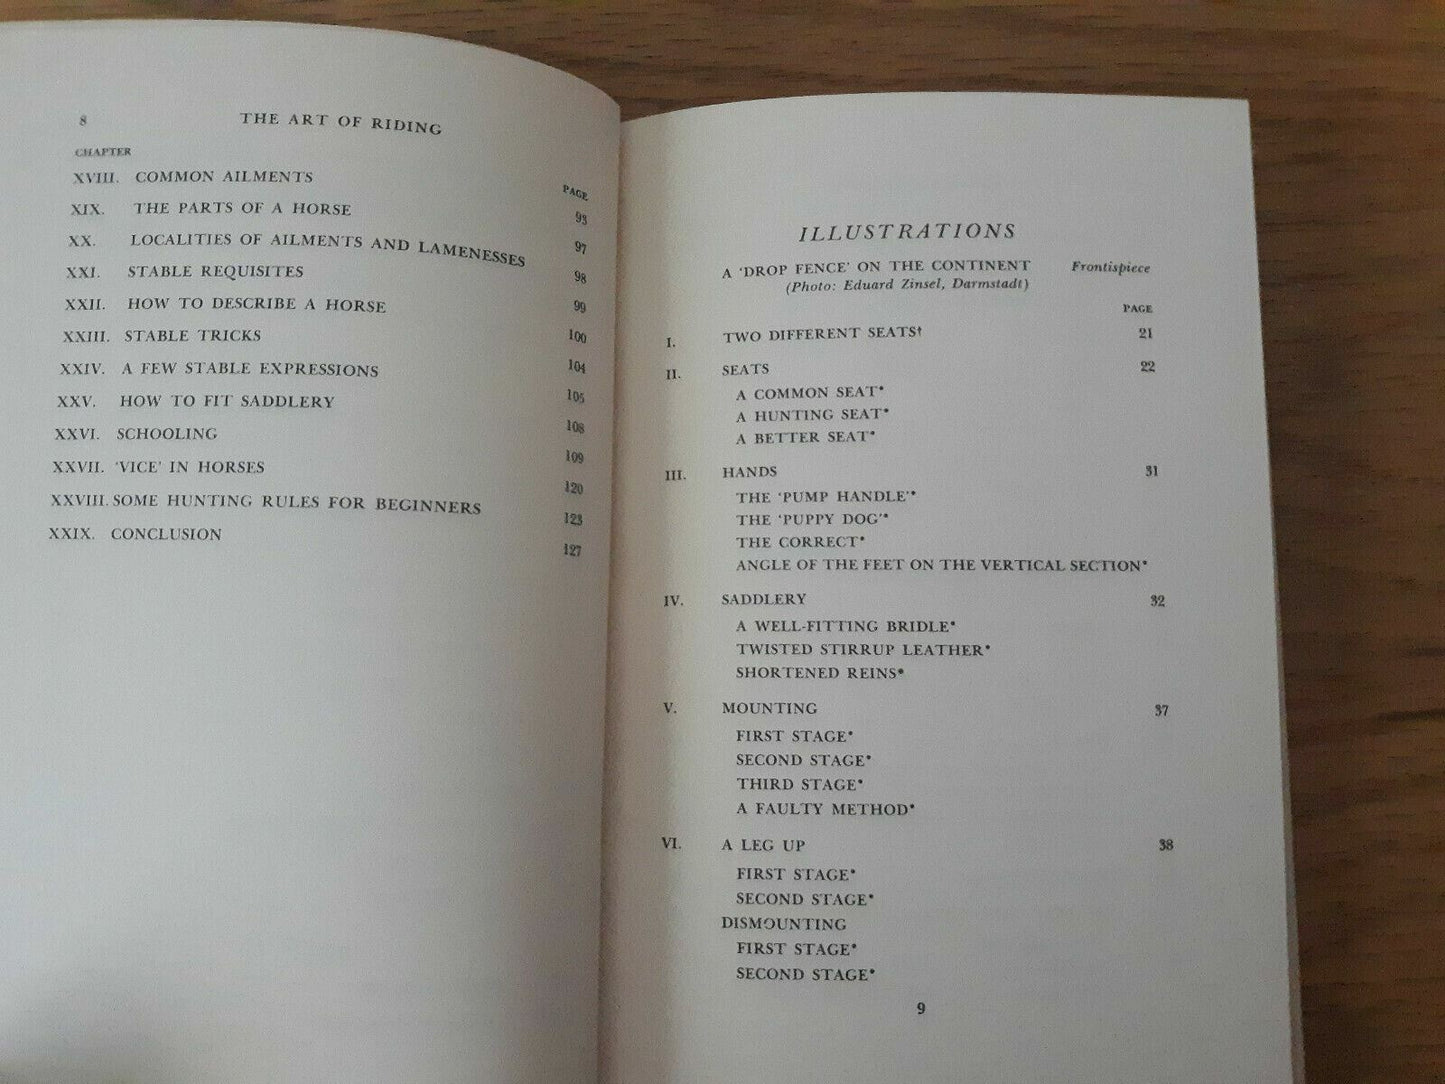 8 THE ART OF RIDING
CHAPTER PAGE
XVIII. COMMON AILMENTS 93
XIX. THE PARTS OF A HORSE 97
XX. LOCALITIES OF AILMENTS AND LAMENESSES 98
XXI. STABLE REQUISITES 99
XXII. HOW TO DESCRIBE A HORSE 100
XXIII. STABLE TRICKS 104
XXIV. A FEW STABLE EXPRESSIONS 105
XXV. HOW TO FIT SADDLERY 108
XXVI. SCHOOLING 109
XXVII. 'VICE' IN HORSES 120
XXVIII. SOME HUNTING RULES FOR BEGINNERS 123
XXIX. CONCLUSION 127
ILLUSTRATIONS
A 'DROP FENCE' ON THE CONTINENT Frontispiece
(Photo: Eduard Zinsel, Darmstadt)
PAGE
I. TWO DIFFERENT SEATS† 21
II. SEATS 22
A COMMON SEAT*
A HUNTING SEAT*
A BETTER SEAT*
III. HANDS 31
THE 'PUMP HANDLE'*
THE 'PUPPY DOG'*
THE CORRECT*
ANGLE OF THE FEET ON THE VERTICAL SECTION*
IV. SADDLERY 32
A WELL-FITTING BRIDLE*
TWISTED STIRRUP LEATHER*
SHORTENED REINS*
V. MOUNTING 37
FIRST STAGE*
SECOND STAGE*
THIRD STAGE*
A FAULTY METHOD*
VI. A LEG UP 38
FIRST STAGE*
SECOND STAGE*
DISMOUNTING
FIRST STAGE*
SECOND STAGE*
9